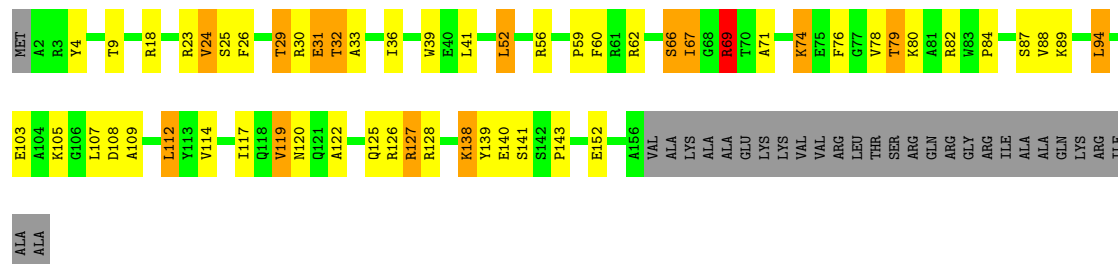 MET A2 R3 Y4 T9 R18 R23 V24 S25 F26 T29 R30 E31 T32 A33 I36 W39 E40 L41 L52 R56 P59 F60 R61 R62 S66 I67 G68 R69 T70 A71 K74 E75 F76 G77 V78 T79 K80 A81 R82 W83 P84 S87 V88 K89 L94
E103 A104 K105 G106 L107 D108 A109 L112 Y113 V114 I117 Q118 V119 N120 Q121 A122 Q125 R126 R127 R128 K138 Y139 E140 S141 S142 P143 E152 A156 VAL ALA LYS ALA ALA GLU LYS LYS VAL VAL ARG LEU THR SER ARG GLN ARG GLY ARG ILE ALA ALA GLN LYS ARG ILE
ALA ALA